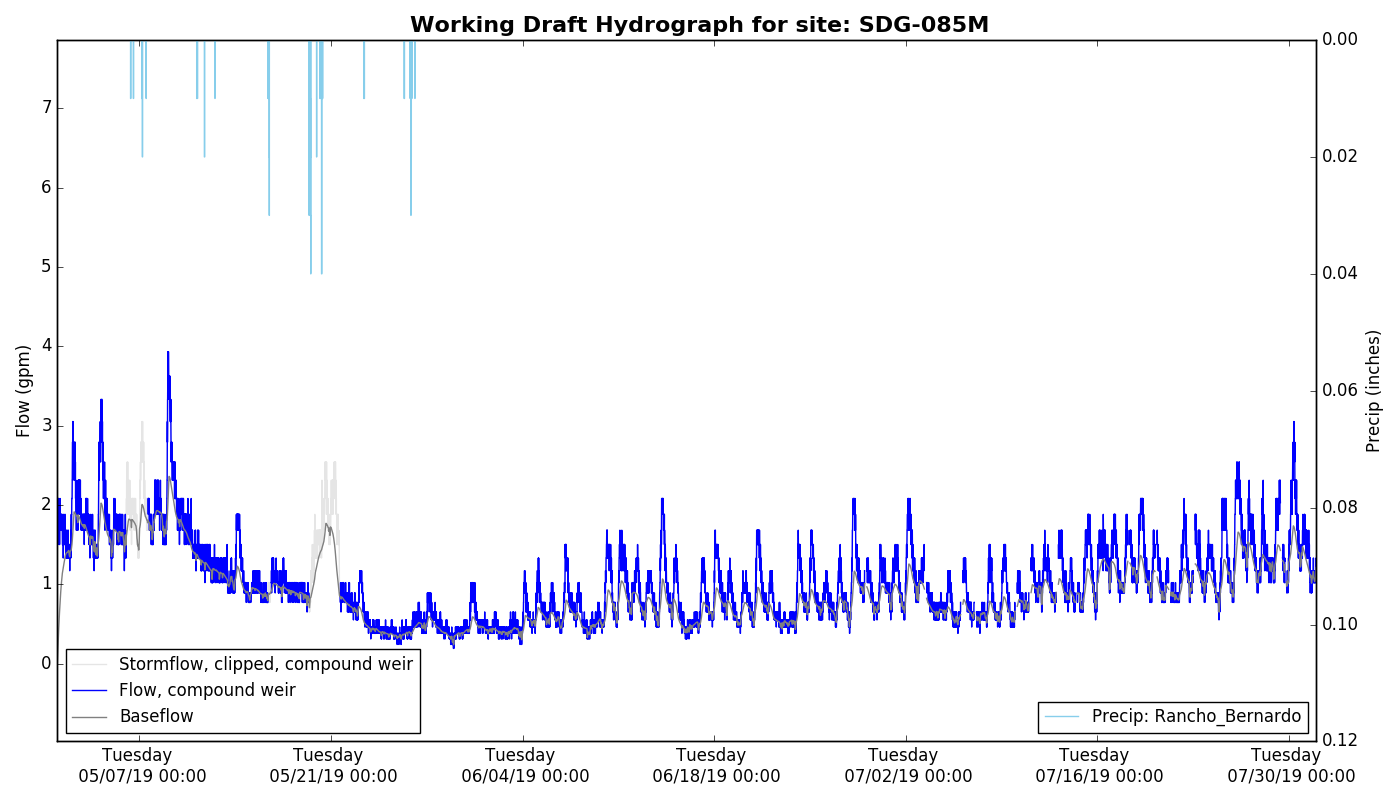 Working Draft Hydrograph for site: SDG-085M
Flow (gpm)
7
6
5
4
3
2
1
0
0.00
0.02
0.04
0.06
0.08
0.10
0.12
Precip (inches)
Stormflow, clipped, compound weir
Flow, compound weir
Baseflow
Precip: Rancho_Bernardo
Tuesday
05/07/19 00:00
Tuesday
05/21/19 00:00
Tuesday
06/04/19 00:00
Tuesday
06/18/19 00:00
Tuesday
07/02/19 00:00
Tuesday
07/16/19 00:00
Tuesday
07/30/19 00:00